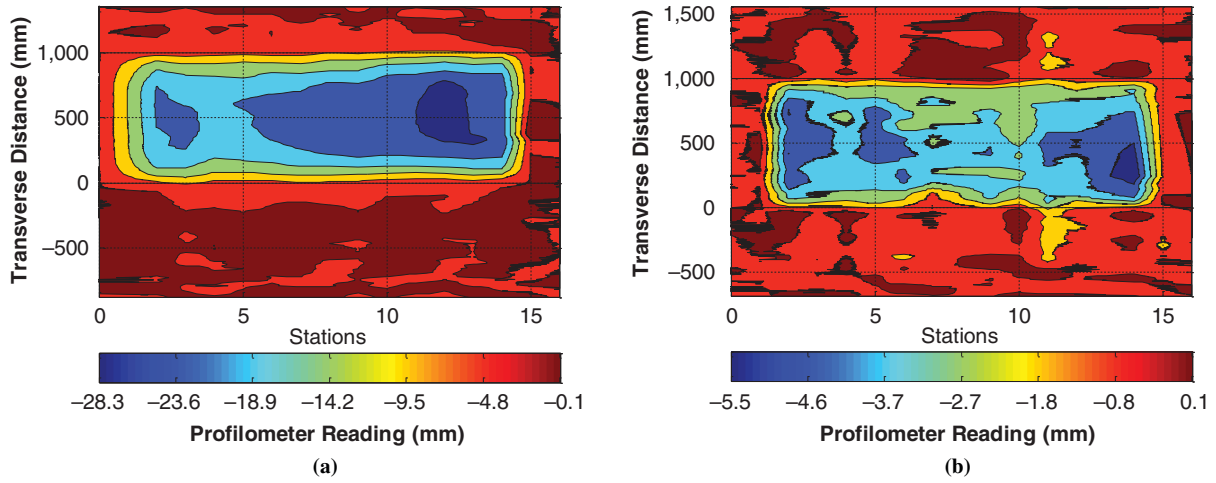 Transverse Distance (mm)
1,000
500
0
−500
0 5 10 15
Stations
−28.3 −23.6 −18.9 −14.2 −9.5 −4.8 −0.1
Profilometer Reading (mm)
(a)
Transverse Distance (mm)
1,500
1,000
500
0
−500
0 5 10 15
Stations
−5.5 −4.6 −3.7 −2.7 −1.8 −0.8 0.1
Profilometer Reading (mm)
(b)